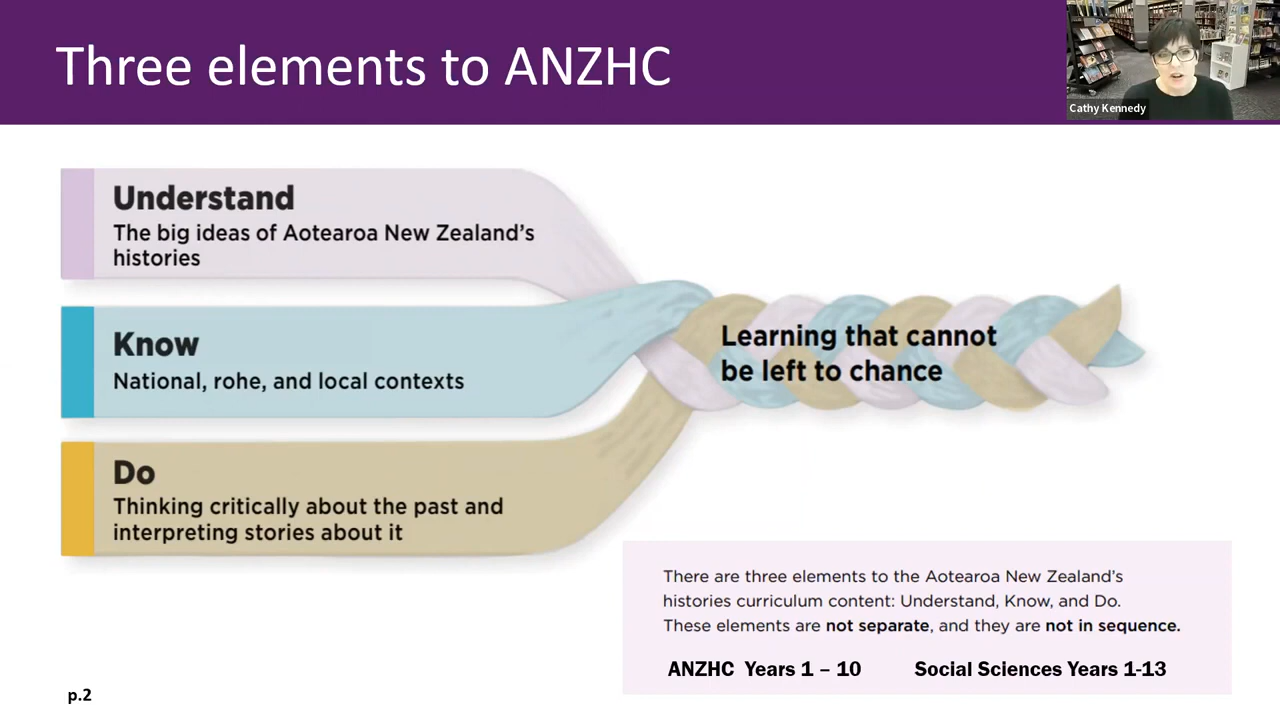 Three elements to ANZHC
Cathy Kennedy
Understand
The big ideas of Aotearoa New Zealand's
histories
Know
National, rohe, and local contexts
Do
Thinking critically about the past and
interpreting stories about it
Learning that cannot
be left to chance
There are three elements to the Aotearoa New Zealand's
histories curriculum content: Understand, Know, and Do.
These elements are not separate, and they are not in sequence.
ANZHC Years 1 – 10 Social Sciences Years 1-13
p.2